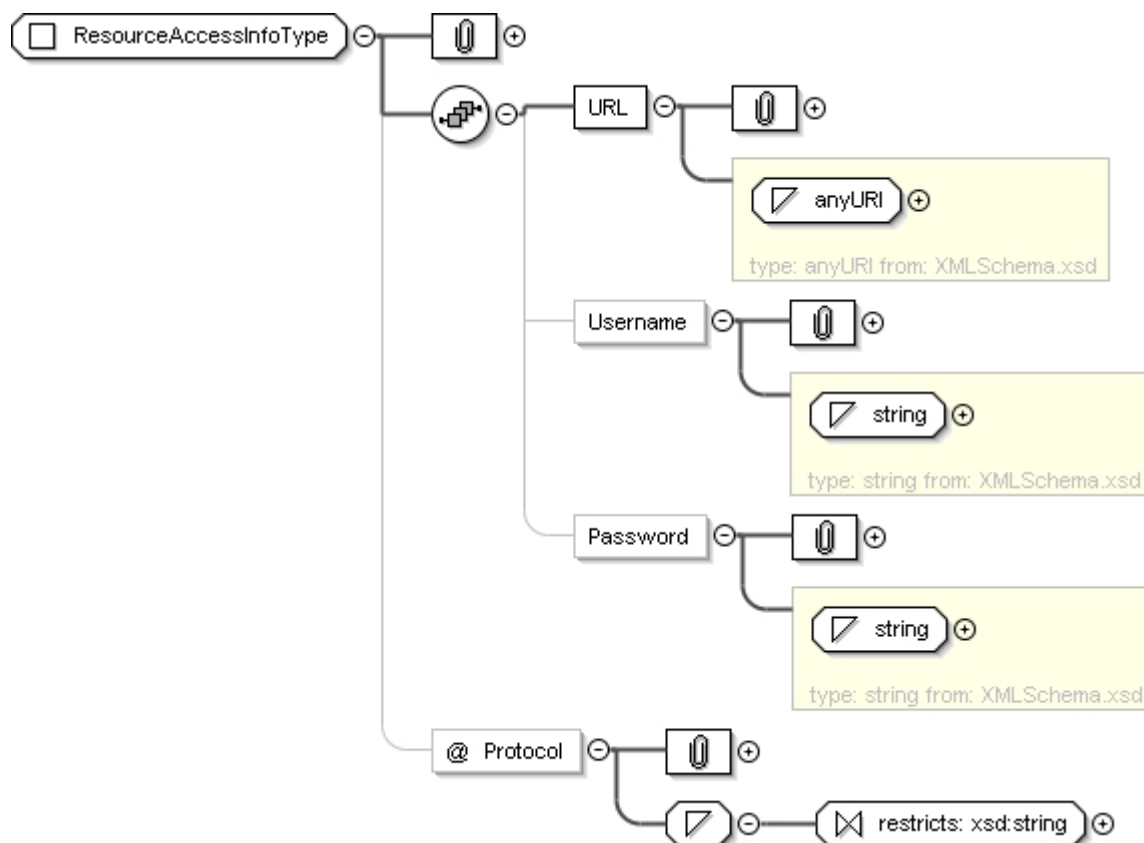 ResourceAccessInfoType
URL
anyURI
type: anyURI from: XMLSchema.xsd
Username
string
type: string from: XMLSchema.xsd
Password
string
type: string from: XMLSchema.xsd
@ Protocol
restricts: xsd:string